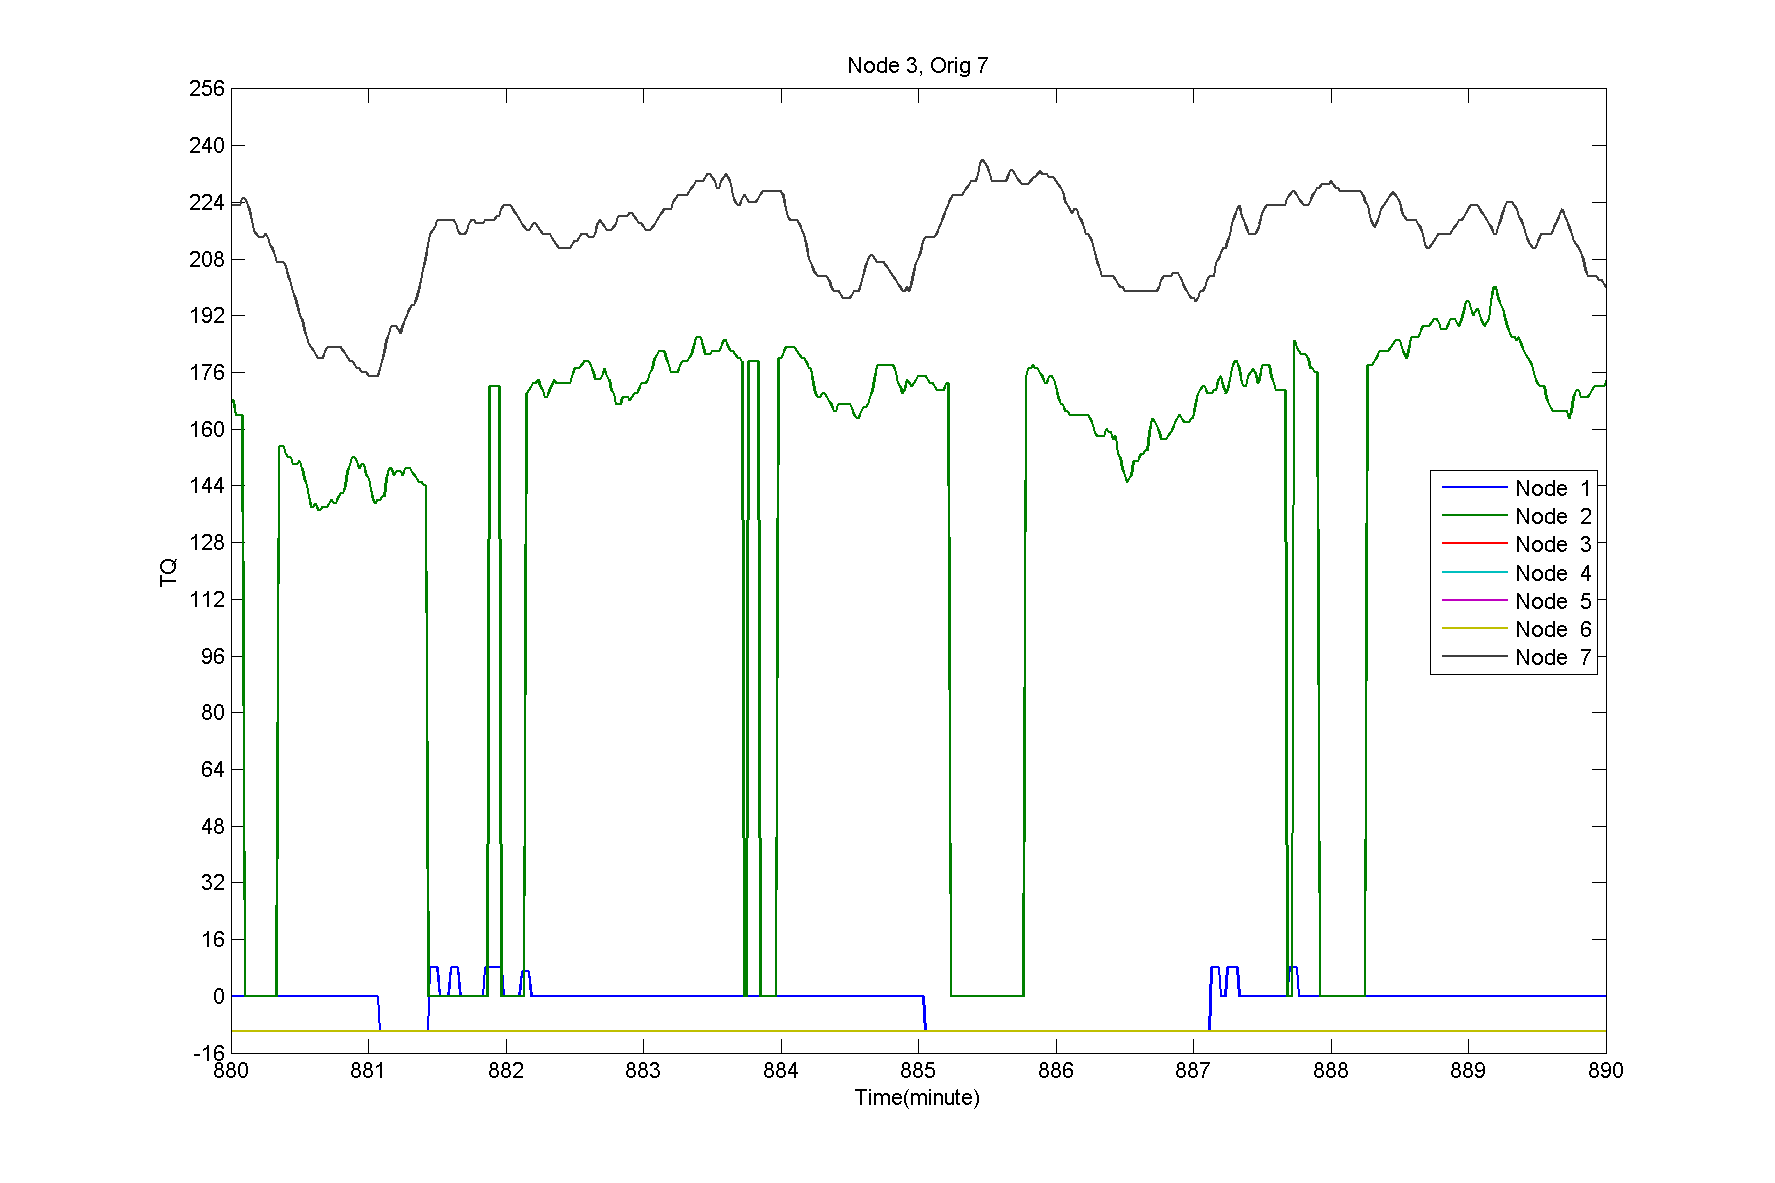 Node 3, Orig 7
256
240
224
208
192
176
160
144
128
112
96
80
64
48
32
16
0
-16
TQ
Node 1
Node 2
Node 3
Node 4
Node 5
Node 6
Node 7
880 881 882 883 884 885 886 887 888 889 890
Time(minute)